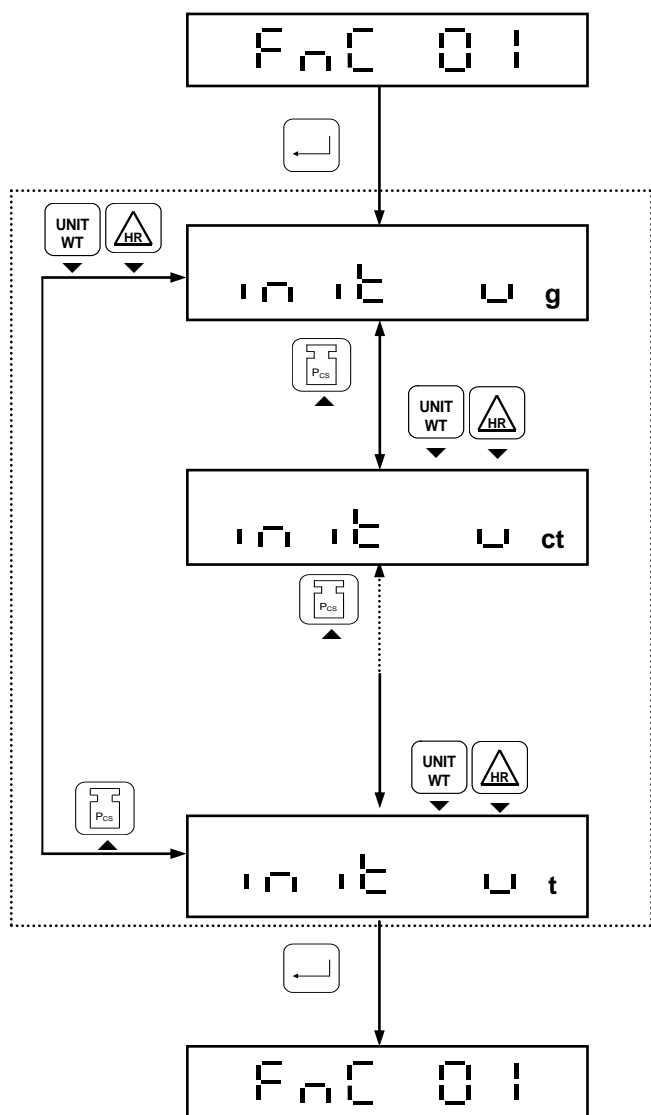 FnC 01
UNIT WT HR
init u g
PCS
UNIT WT HR
init u ct
PCS
UNIT WT HR
PCS
init u t
FnC 01